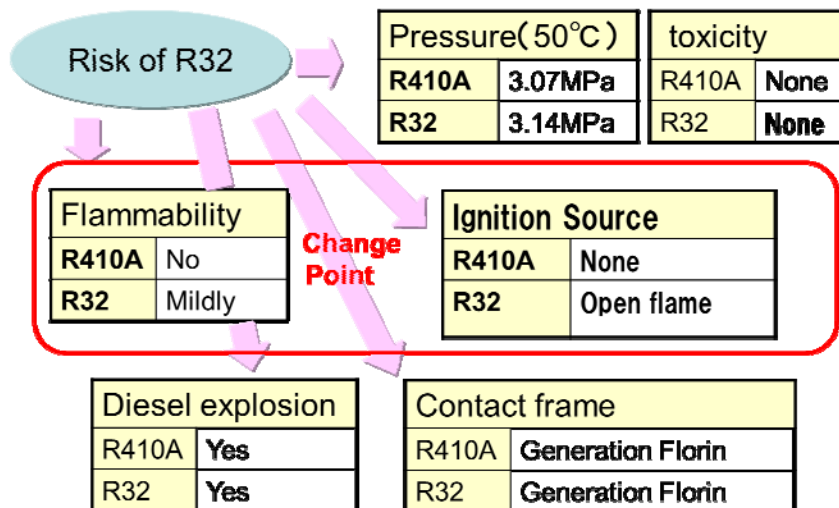 Risk of R32
Pressure(50℃)
R410A 3.07MPa
R32 3.14MPa
toxicity
R410A None
R32 None
Flammability
R410A No
R32 Mildly
Change
Point
Ignition Source
R410A None
R32 Open flame
Diesel explosion
R410A Yes
R32 Yes
Contact frame
R410A Generation Florin
R32 Generation Florin